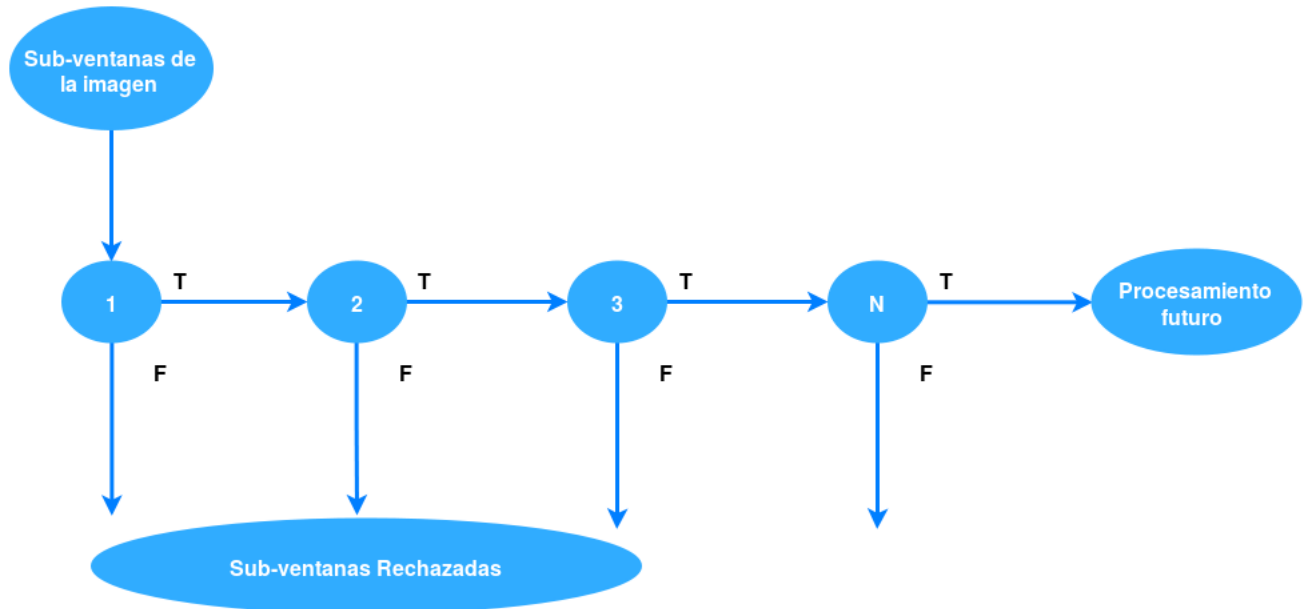 Sub-ventanas de
la imagen
T
T
T
T
1
2
3
N
Procesamiento
futuro
F
F
F
F
Sub-ventanas Rechazadas